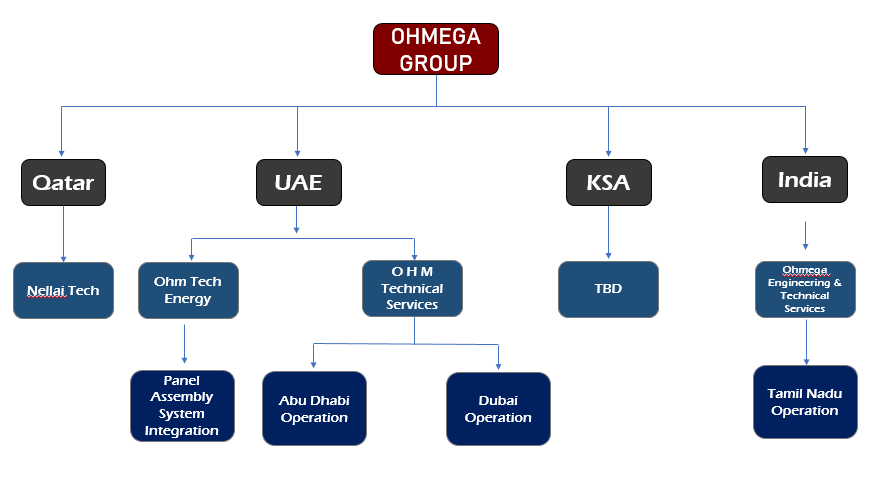 OHMEGA
GROUP
Qatar
UAE
KSA
India
Nellai Tech
Ohm Tech
Energy
O H M
Technical
Services
TBD
Ohmega
Engineering &
Technical
Services
Panel
Assembly
System
Integration
Abu Dhabi
Operation
Dubai
Operation
Tamil Nadu
Operation